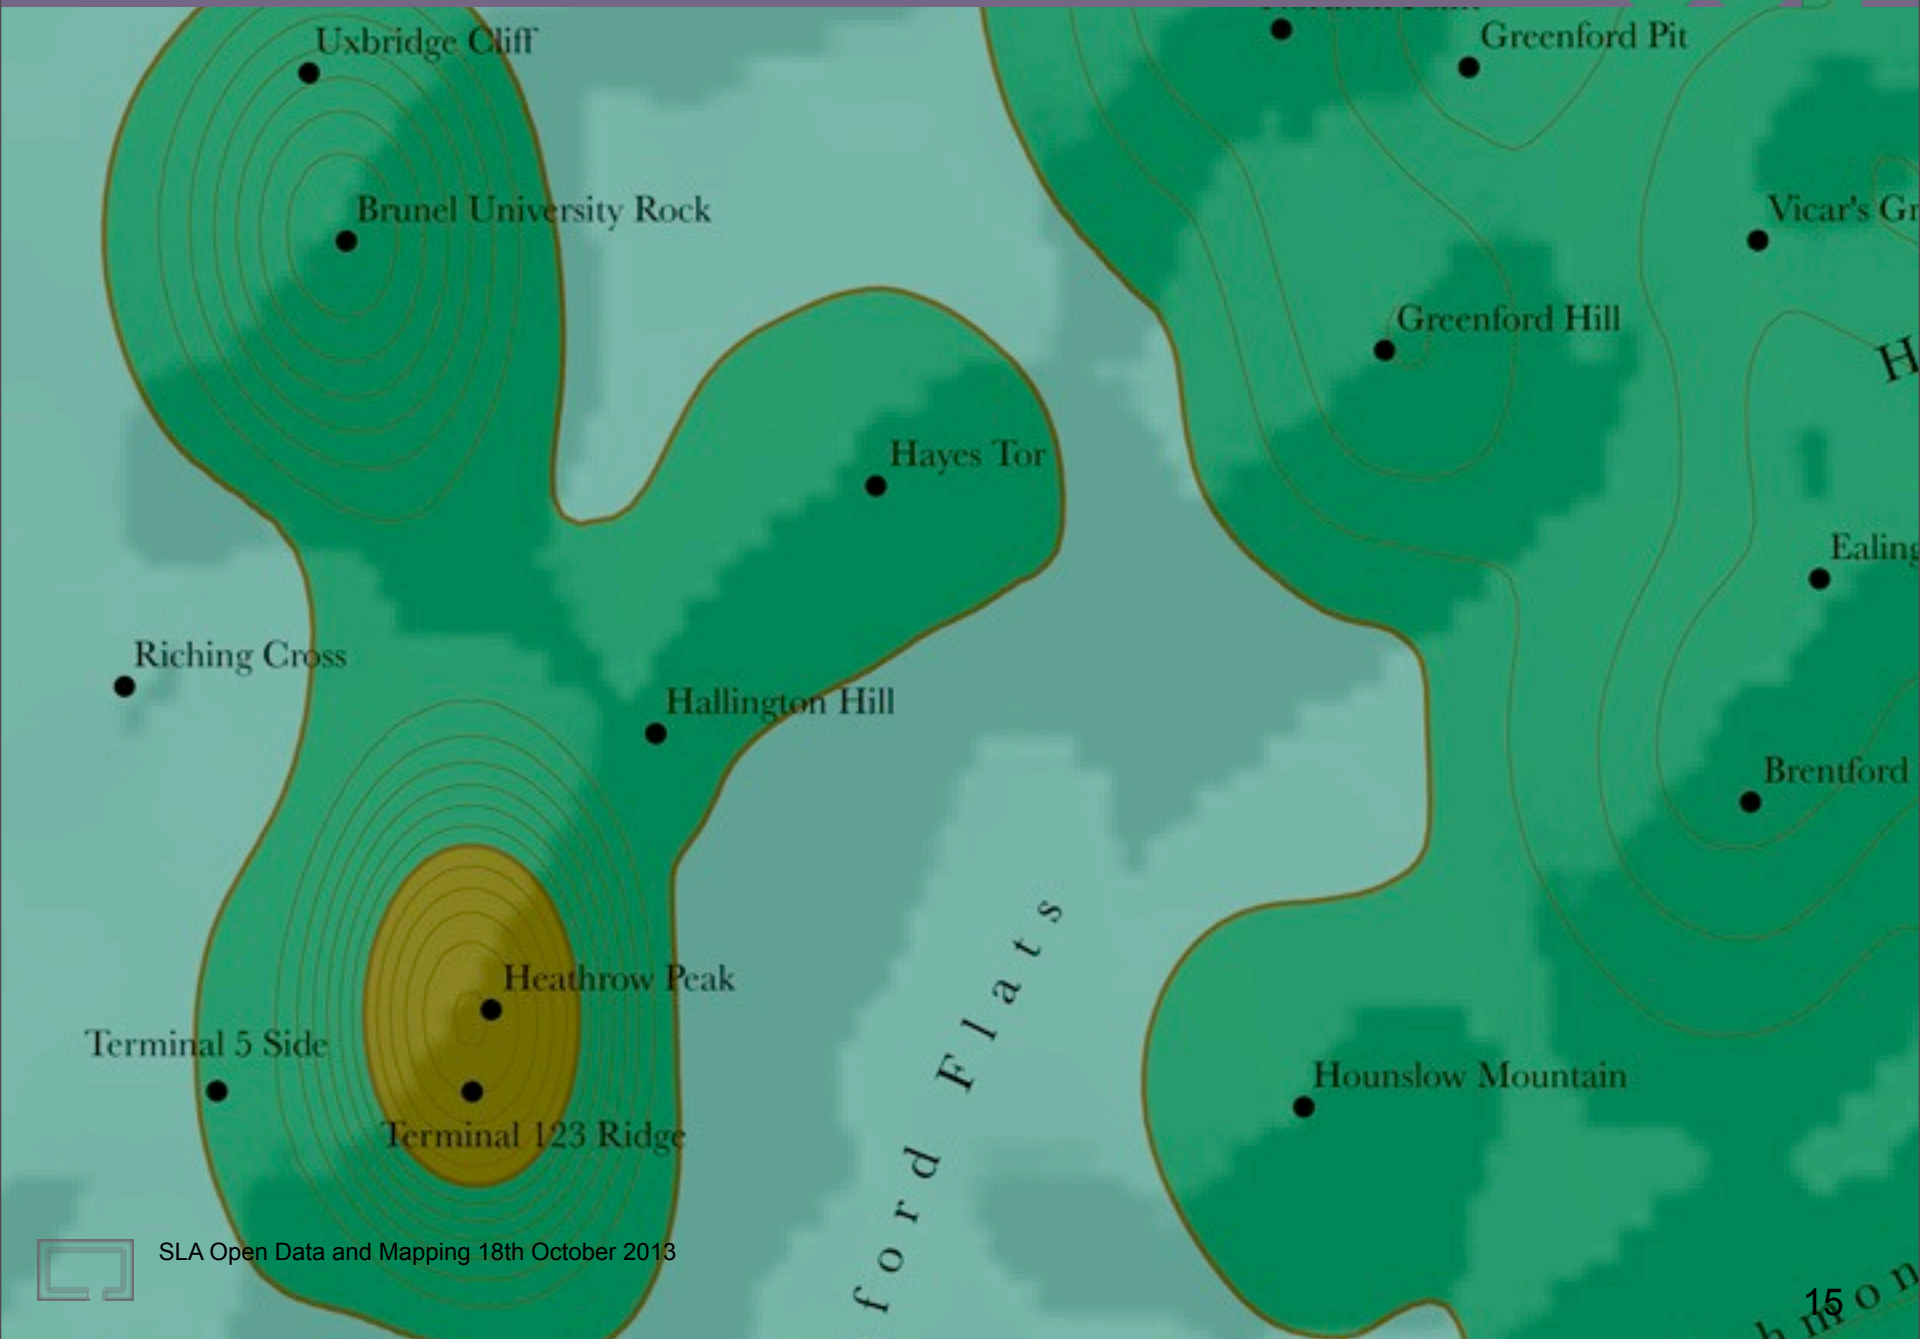 Uxbridge Cliff
Greenford Pit
Brunel University Rock
Vicar's Gr
Greenford Hill
H
Hayes Tor
Ealing
Riching Cross
Hallington Hill
Brentford
Heathrow Peak
Terminal 5 Side
Hounslow Mountain
Terminal 123 Ridge
ford Flats
SLA Open Data and Mapping 18th October 2013
15
hmon